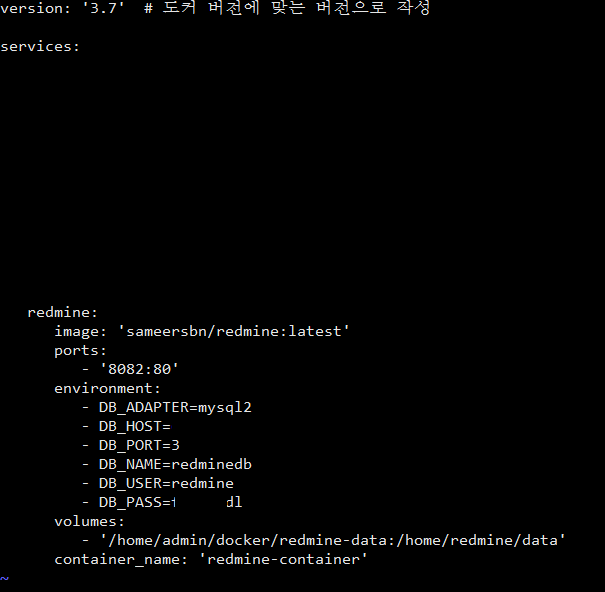 version: '3.7'  # 도커 버전에 맞는 버전으로 작성
services:
redmine:
image: 'sameersbn/redmine:latest'
ports:
- '8082:80'
environment:
- DB_ADAPTER=mysql2
- DB_HOST=
- DB_PORT=3
- DB_NAME=redminedb
- DB_USER=redmine
- DB_PASS=
volumes:
- '/home/admin/docker/redmine-data:/home/redmine/data'
container_name: 'redmine-container'
~